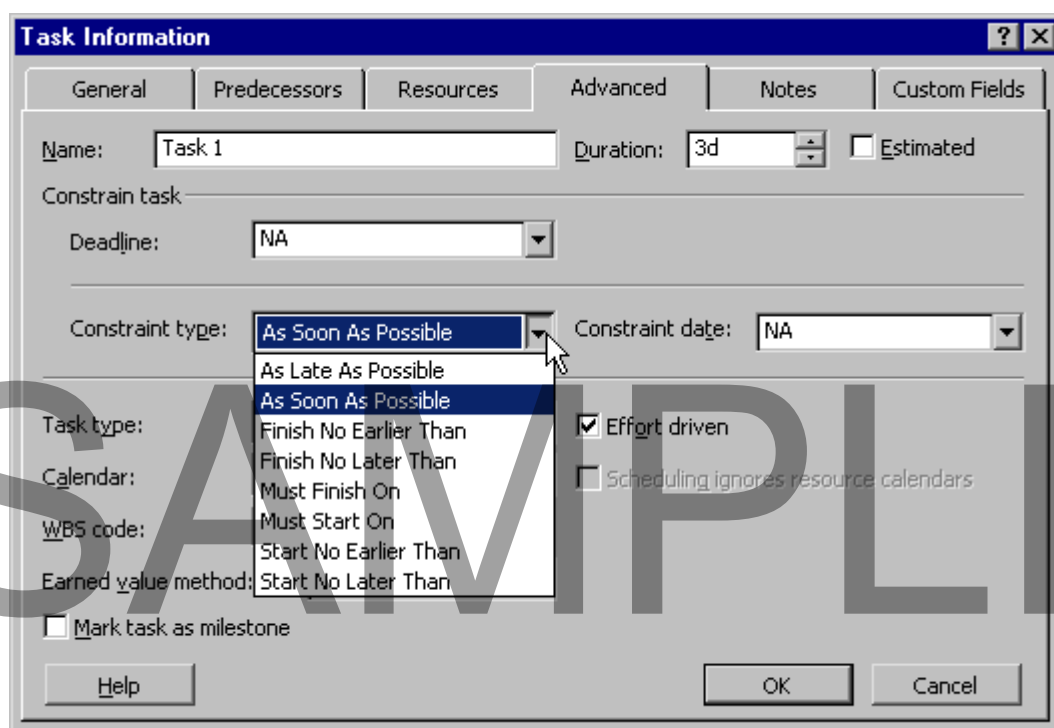 Task Information
General Predecessors Resources Advanced Notes Custom Fields
Name: Task 1 Duration: 3d Estimated
Constrain task
Deadline: NA
Constraint type: As Soon As Possible Constraint date: NA
As Late As Possible
As Soon As Possible
Task type: Finish No Earlier Than Effort driven
Finish No Later Than
Calendar: Must Finish On Scheduling ignores resource calendars
Must Start On
WBS code:
Start No Earlier Than
Earned value method: Start No Later Than
Mark task as milestone
Help OK Cancel
SAMPLE